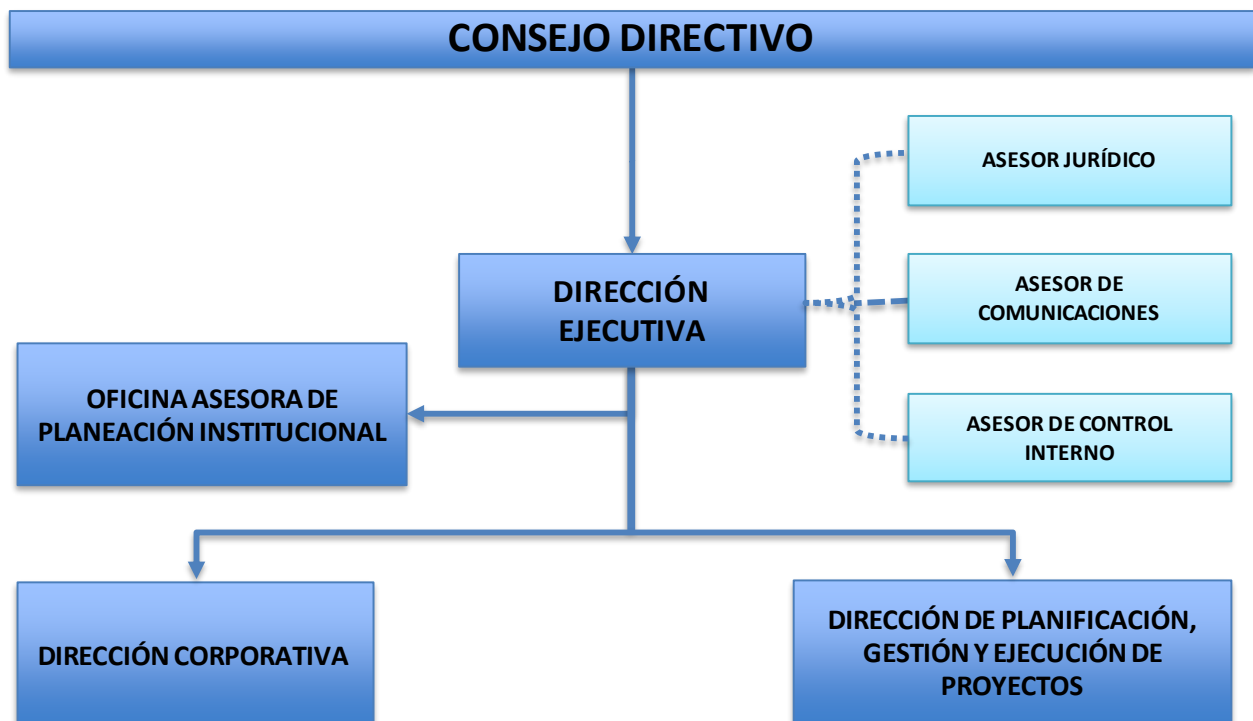 CONSEJO DIRECTIVO
ASESOR JURÍDICO
DIRECCIÓN
EJECUTIVA
ASESOR DE
COMUNICACIONES
OFICINA ASESORA DE
PLANEACIÓN INSTITUCIONAL
ASESOR DE CONTROL
INTERNO
DIRECCIÓN CORPORATIVA
DIRECCIÓN DE PLANIFICACIÓN,
GESTIÓN Y EJECUCIÓN DE
PROYECTOS